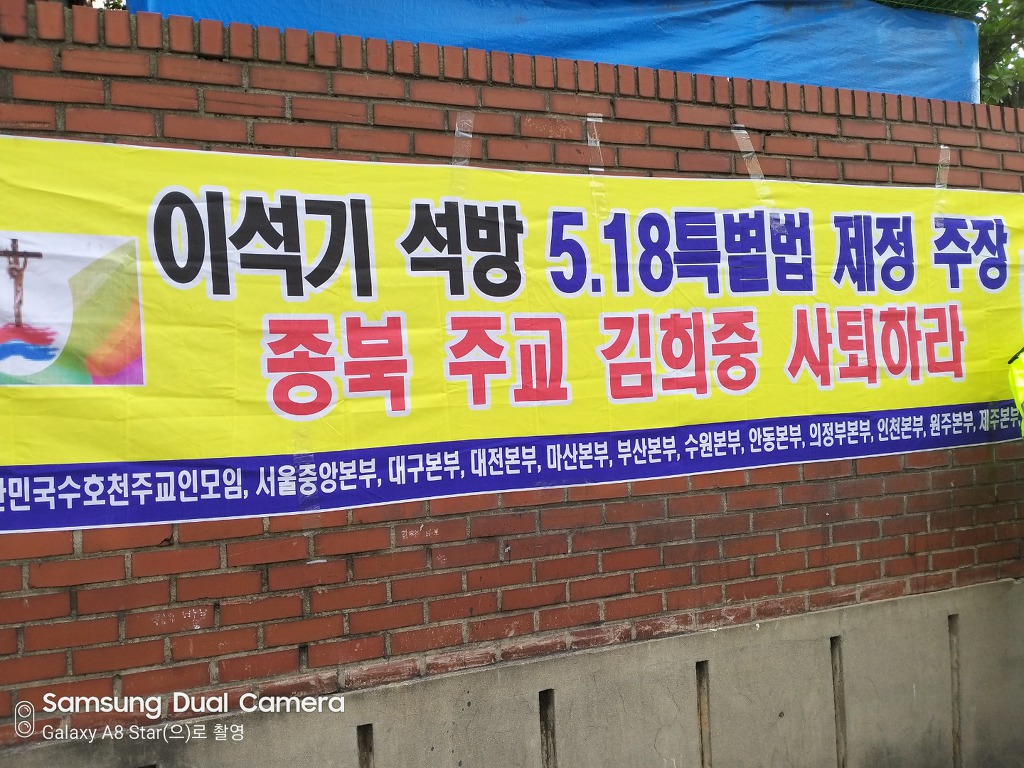 이석기 석방 5.18특별법 제정 주장
종북 주교 김희중 사퇴하라
한민국수호천주교인모임, 서울중앙본부, 대구본부, 대전본부, 마산본부, 부산본부, 수원본부, 안동본부, 의정부본부, 인천본부, 원주본부, 제주본부,
Samsung Dual Camera
Galaxy A8 Star(으)로 촬영